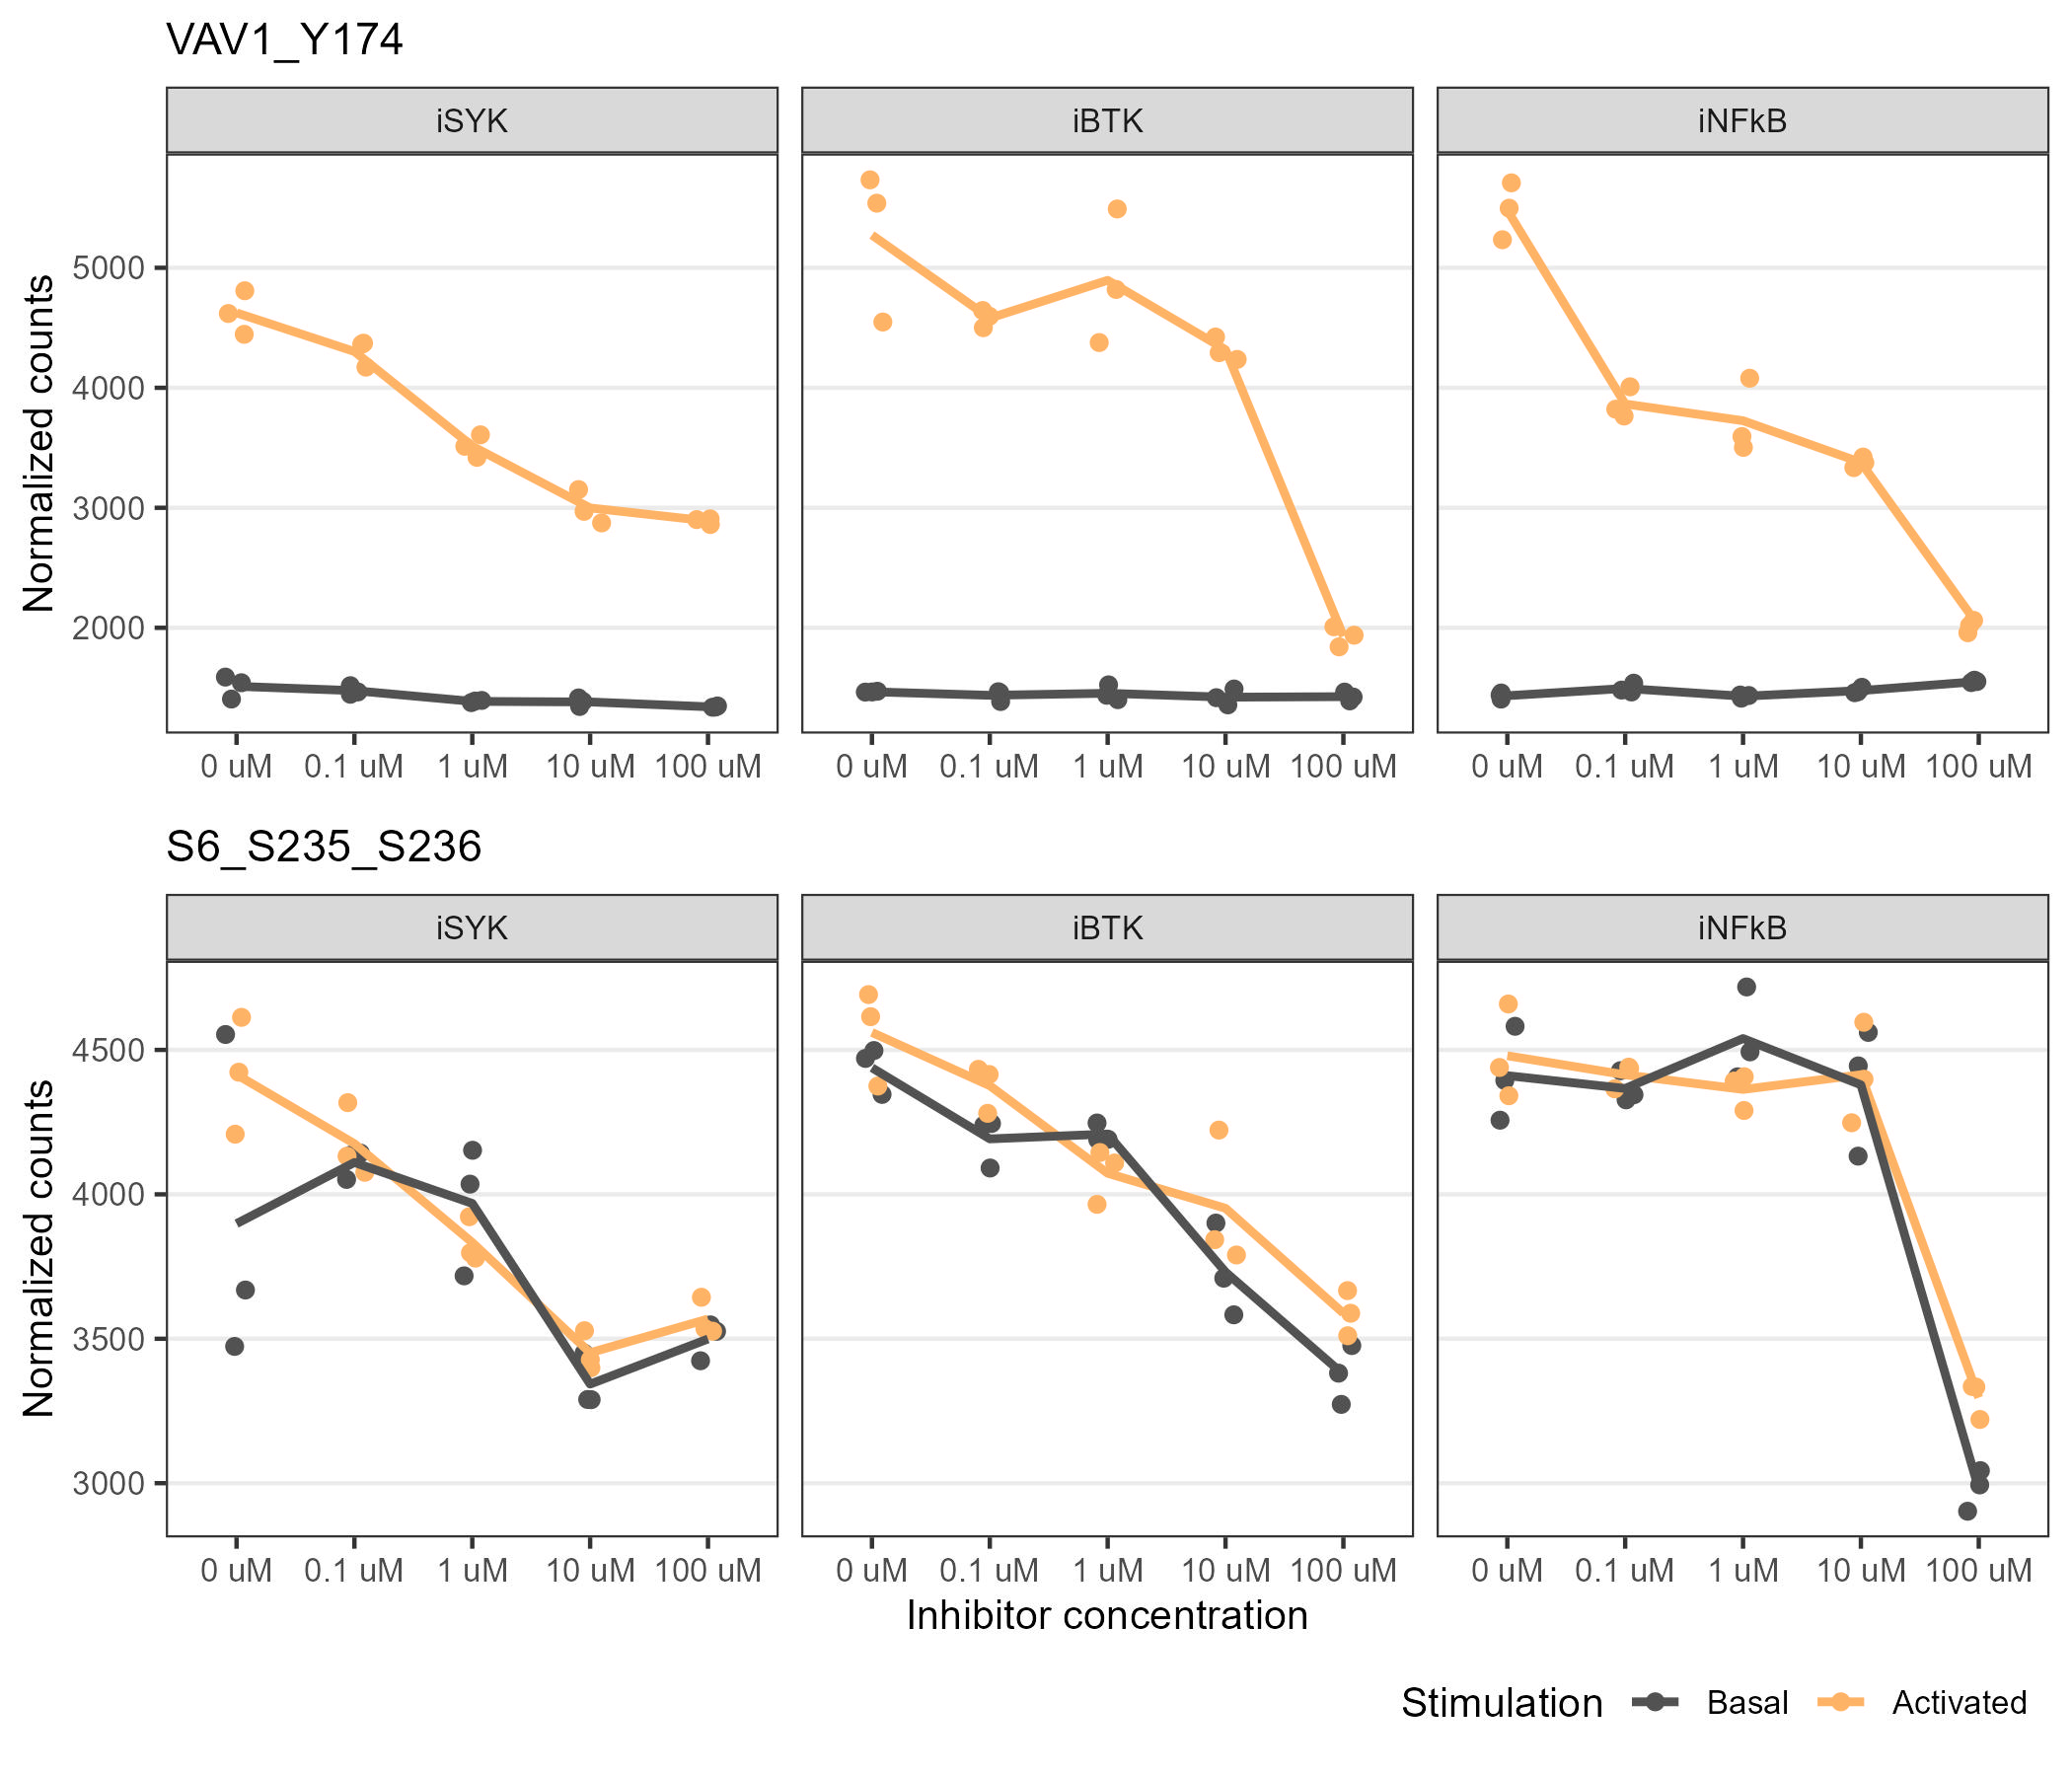 VAV1_Y174
iSYK iBTK iNFkB
Normalized counts
5000
4000
3000
2000
0 uM 0.1 uM 1 uM 10 uM 100 uM 0 uM 0.1 uM 1 uM 10 uM 100 uM 0 uM 0.1 uM 1 uM 10 uM 100 uM
S6_S235_S236
iSYK iBTK iNFkB
Normalized counts
4500
4000
3500
3000
0 uM 0.1 uM 1 uM 10 uM 100 uM 0 uM 0.1 uM 1 uM 10 uM 100 uM 0 uM 0.1 uM 1 uM 10 uM 100 uM
Inhibitor concentration
Stimulation Basal Activated